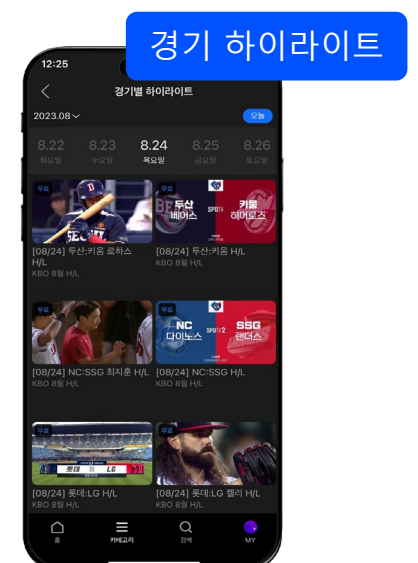 경기 하이라이트
12:25
경기별 하이라이트
2023.08
오늘
8.22 8.23 8.24 8.25 8.26
화요일 수요일 목요일 금요일 토요일
무료 무료
두산 베어스 SPOTV 키움 히어로즈
[08/24] 두산:키움 로하스 H/L
KBO 8월 H/L
[08/24] 두산:키움 H/L
KBO 8월 H/L
무료 무료
NC 다이노스 SPOTV2 SSG 랜더스
[08/24] NC:SSG 최지훈 H/L
KBO 8월 H/L
[08/24] NC:SSG H/L
KBO 8월 H/L
무료 무료
롯데 LG
[08/24] 롯데:LG H/L
KBO 8월 H/L
[08/24] 롯데:LG 켈리 H/L
KBO 8월 H/L
홈 카테고리 검색 MY